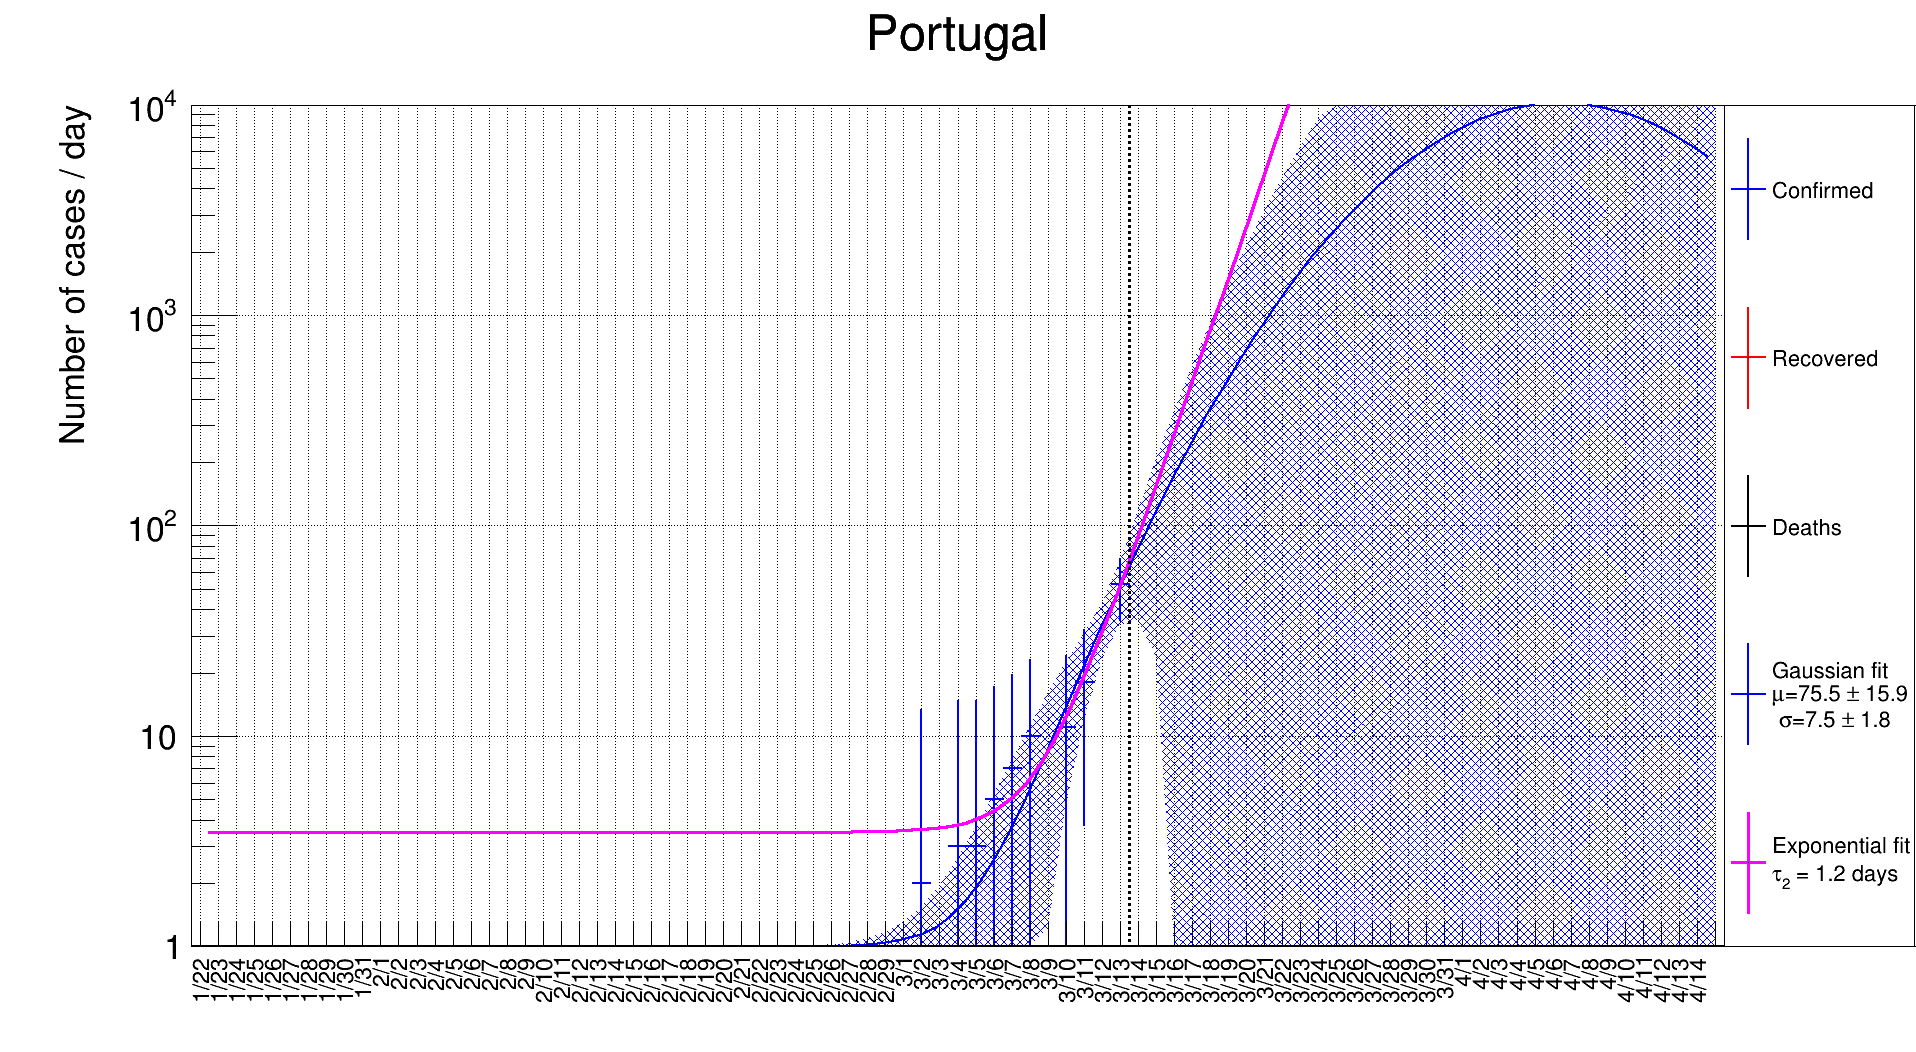 Portugal
Number of cases / day
10⁴
10³
10²
10
1
1/22 1/23 1/24 1/25 1/26 1/27 1/28 1/29 1/30 1/31 2/1 2/2 2/3 2/4 2/5 2/6 2/7 2/8 2/9 2/10 2/11 2/12 2/13 2/14 2/15 2/16 2/17 2/18 2/19 2/20 2/21 2/22 2/23 2/24 2/25 2/26 2/27 2/28 2/29 3/1 3/2 3/3 3/4 3/5 3/6 3/7 3/8 3/9 3/10 3/11 3/12 3/13 3/14 3/15 3/16 3/17 3/18 3/19 3/20 3/21 3/22 3/23 3/24 3/25 3/26 3/27 3/28 3/29 3/30 3/31 4/1 4/2 4/3 4/4 4/5 4/6 4/7 4/8 4/9 4/10 4/11 4/12 4/13 4/14
Confirmed
Recovered
Deaths
Gaussian fit
μ=75.5 ± 15.9
σ=7.5 ± 1.8
Exponential fit
τ₂ = 1.2 days